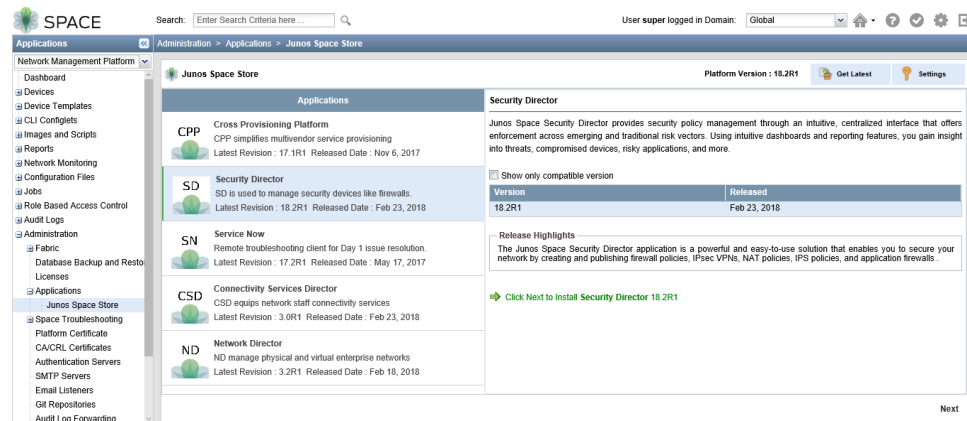 SPACE
Search: Enter Search Criteria here ...
User super logged in Domain: Global
Applications
Administration > Applications > Junos Space Store
Network Management Platform
Dashboard
Devices
Device Templates
CLI Configlets
Images and Scripts
Reports
Network Monitoring
Configuration Files
Jobs
Role Based Access Control
Audit Logs
Administration
Fabric
Database Backup and Resto
Licenses
Applications
Junos Space Store
Space Troubleshooting
Platform Certificate
CA/CRL Certificates
Authentication Servers
SMTP Servers
Email Listeners
Git Repositories
Audit Log Forwarding
Junos Space Store
Platform Version : 18.2R1
Get Latest
Settings
Applications
CPP
Cross Provisioning Platform
CPP simplifies multivendor service provisioning
Latest Revision : 17.1R1 Released Date : Nov 6, 2017
SD
Security Director
SD is used to manage security devices like firewalls.
Latest Revision : 18.2R1 Released Date : Feb 23, 2018
SN
Service Now
Remote troubleshooting client for Day 1 issue resolution.
Latest Revision : 17.2R1 Released Date : May 17, 2017
CSD
Connectivity Services Director
CSD equips network staff connectivity services
Latest Revision : 3.0R1 Released Date : Feb 23, 2018
ND
Network Director
ND manage physical and virtual enterprise networks
Latest Revision : 3.2R1 Released Date : Feb 18, 2018
Security Director
Junos Space Security Director provides security policy management through an intuitive, centralized interface that offers
enforcement across emerging and traditional risk vectors. Using intuitive dashboards and reporting features, you gain insight
into threats, compromised devices, risky applications, and more.
Show only compatible version
Version Released
18.2R1 Feb 23, 2018
Release Highlights
The Junos Space Security Director application is a powerful and easy-to-use solution that enables you to secure your
network by creating and publishing firewall policies, IPsec VPNs, NAT policies, IPS policies, and application firewalls .
Click Next to Install Security Director 18.2R1
Next